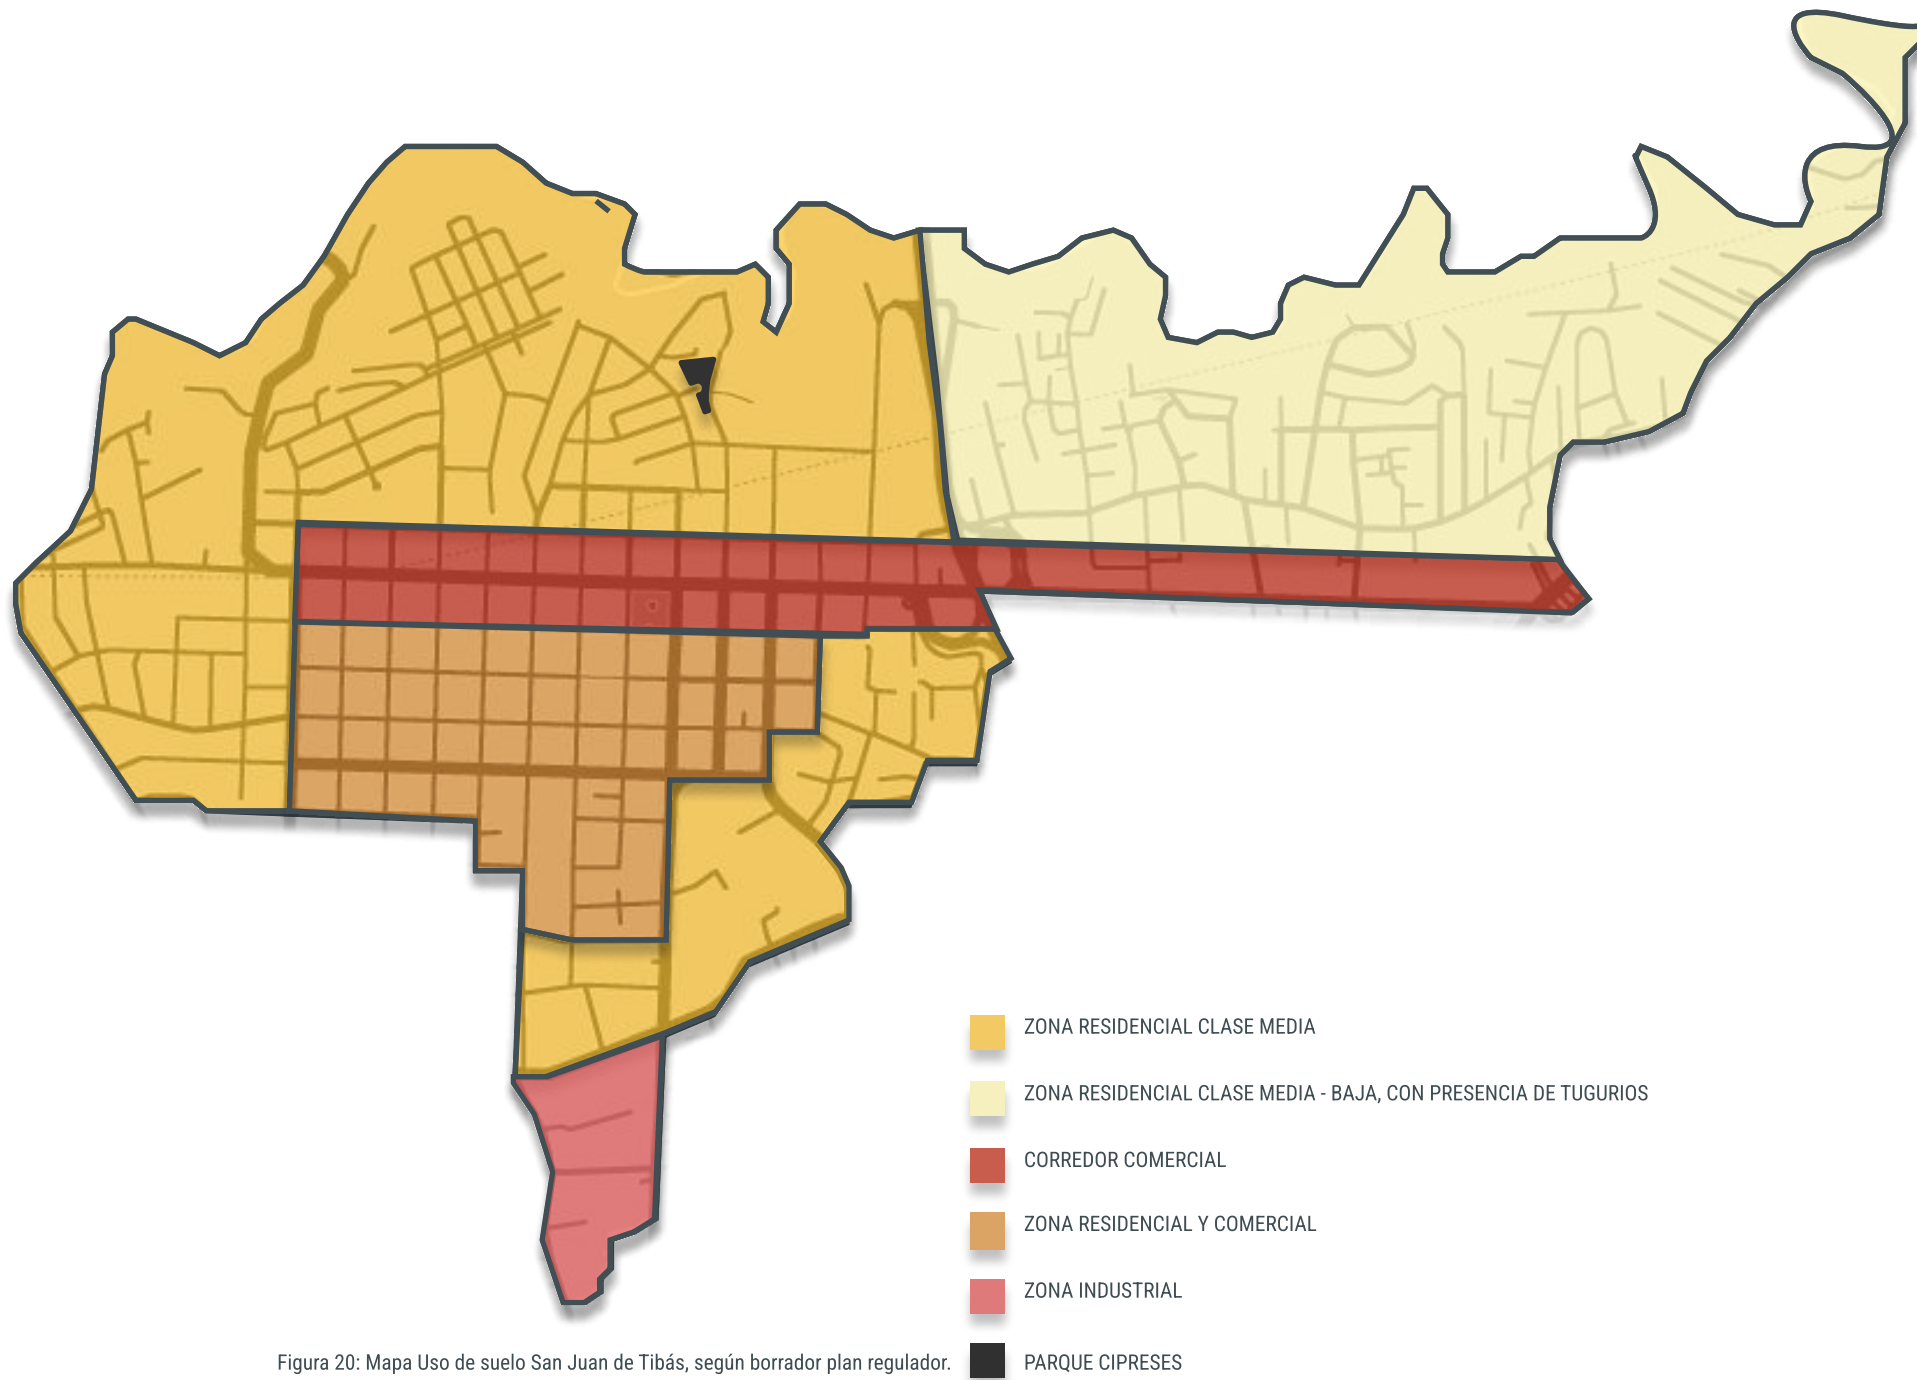 ZONA RESIDENCIAL CLASE MEDIA
ZONA RESIDENCIAL CLASE MEDIA - BAJA, CON PRESENCIA DE TUGURIOS
CORREDOR COMERCIAL
ZONA RESIDENCIAL Y COMERCIAL
ZONA INDUSTRIAL
PARQUE CIPRESES
Figura 20: Mapa Uso de suelo San Juan de Tibás, según borrador plan regulador.